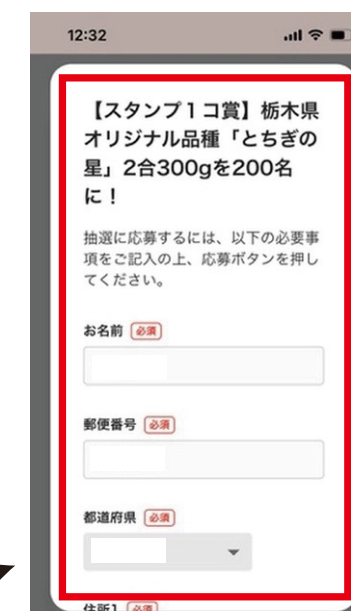 12:32
【スタンプ1コ賞】栃木県
オリジナル品種「とちぎの
星」2合300gを200名
に！
抽選に応募するには、以下の必要事
項をご記入の上、応募ボタンを押し
てください。
お名前 必須
郵便番号 必須
都道府県 必須
住所1 必須